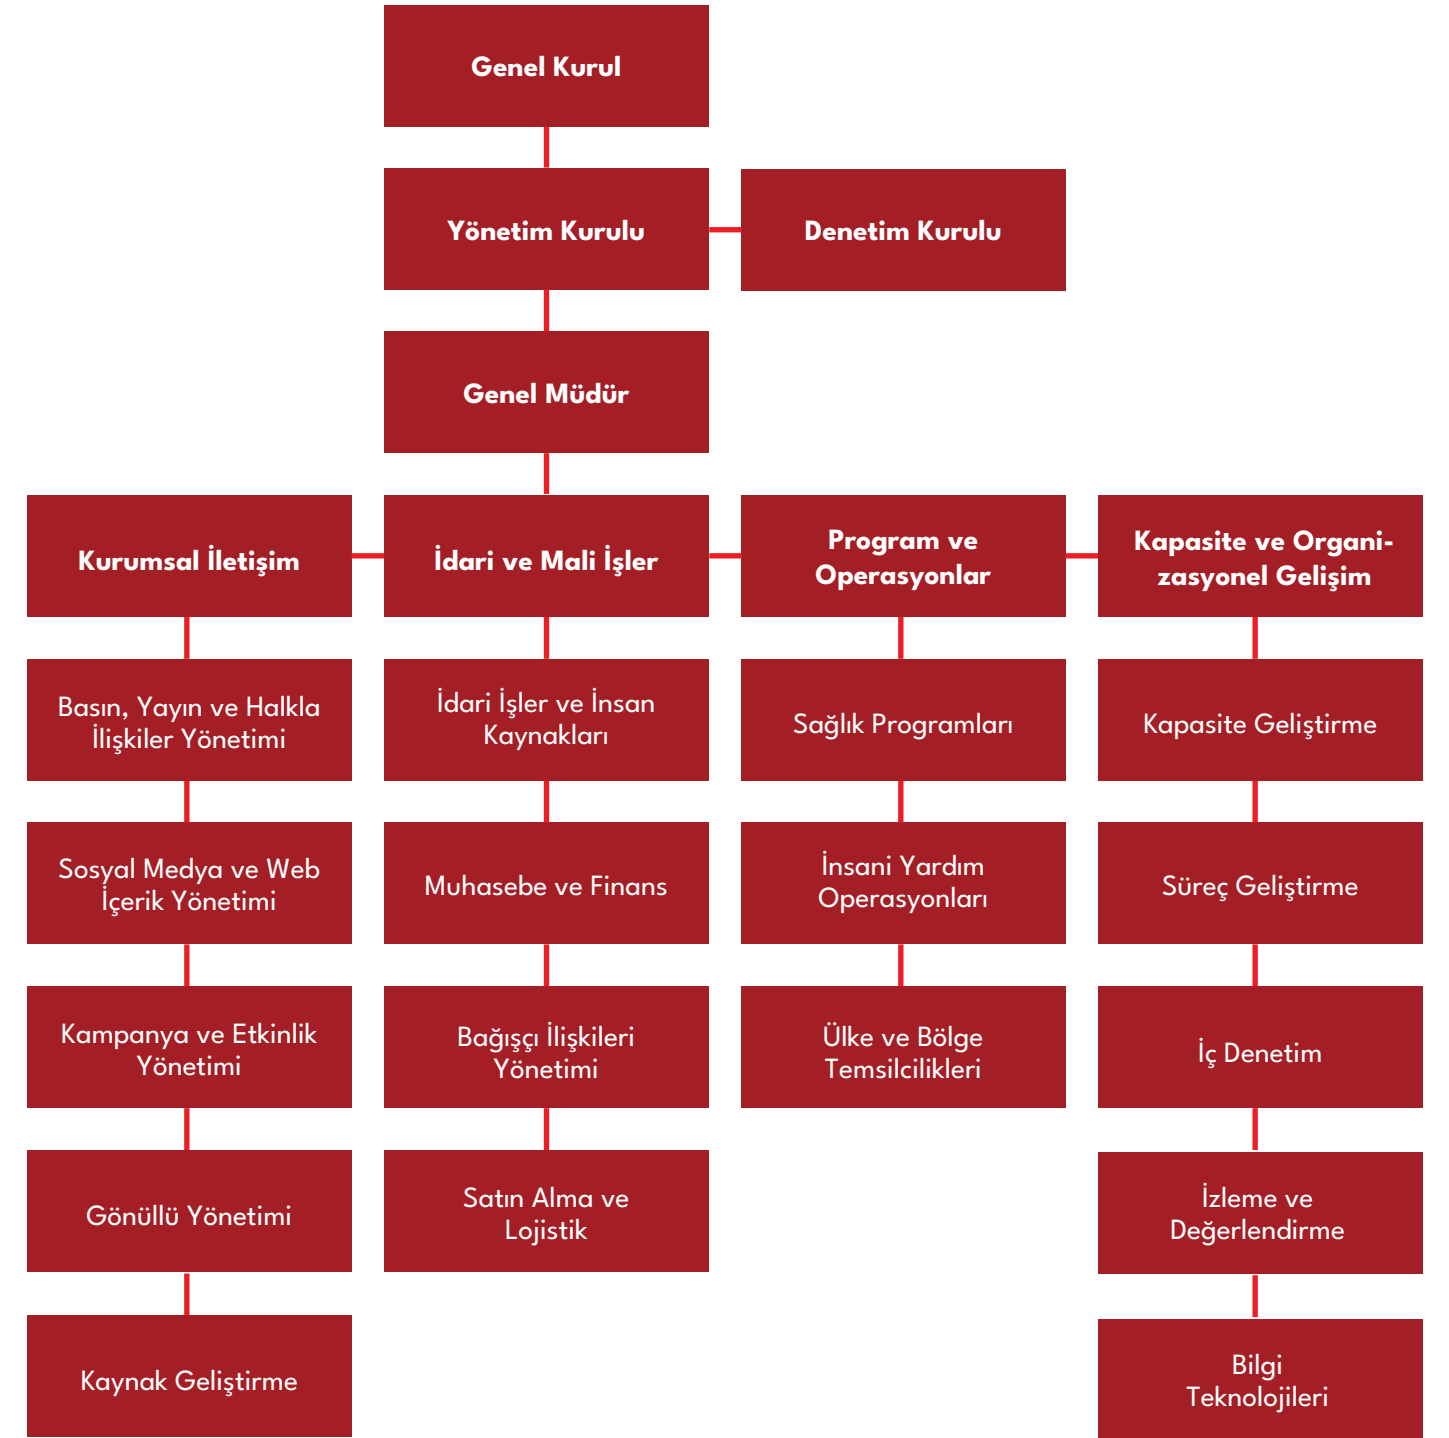 Genel Kurul
Yönetim Kurulu
Denetim Kurulu
Genel Müdür
Kurumsal İletişim
İdari ve Mali İşler
Program ve
Operasyonlar
Kapasite ve Organi-
zasyonel Gelişim
Basın, Yayın ve Halkla
İlişkiler Yönetimi
İdari İşler ve İnsan
Kaynakları
Sağlık Programları
Kapasite Geliştirme
Sosyal Medya ve Web
İçerik Yönetimi
Muhasebe ve Finans
İnsani Yardım
Operasyonları
Süreç Geliştirme
Kampanya ve Etkinlik
Yönetimi
Bağışçı İlişkileri
Yönetimi
Ülke ve Bölge
Temsilcilikleri
İç Denetim
Gönüllü Yönetimi
Satın Alma ve
Lojistik
İzleme ve
Değerlendirme
Kaynak Geliştirme
Bilgi
Teknolojileri